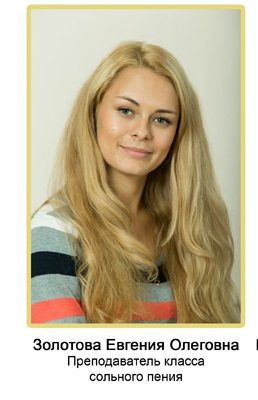 Золотова Евгения Олеговна
Преподаватель класса
сольного пения